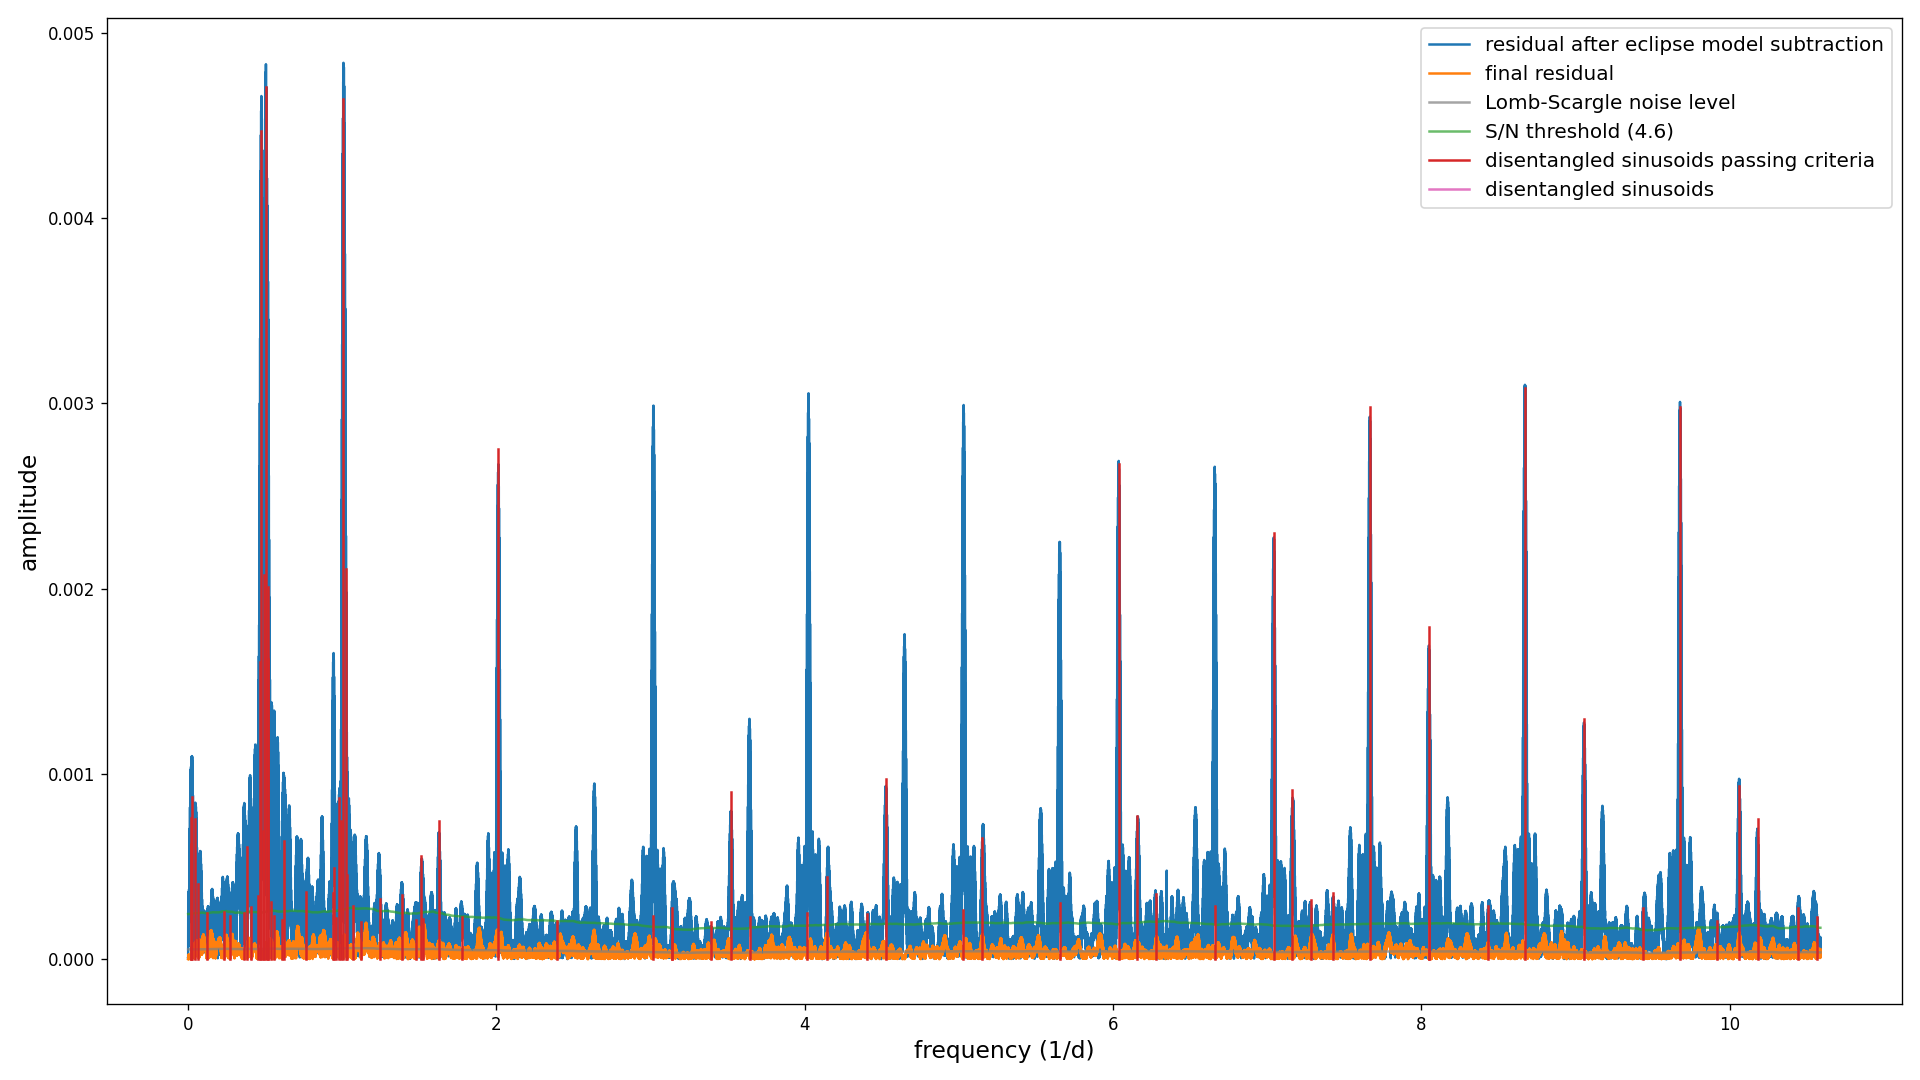 residual after eclipse model subtraction
final residual
Lomb-Scargle noise level
S/N threshold (4.6)
disentangled sinusoids passing criteria
disentangled sinusoids
amplitude
0.005
0.004
0.003
0.002
0.001
0.000
0 2 4 6 8 10
frequency (1/d)